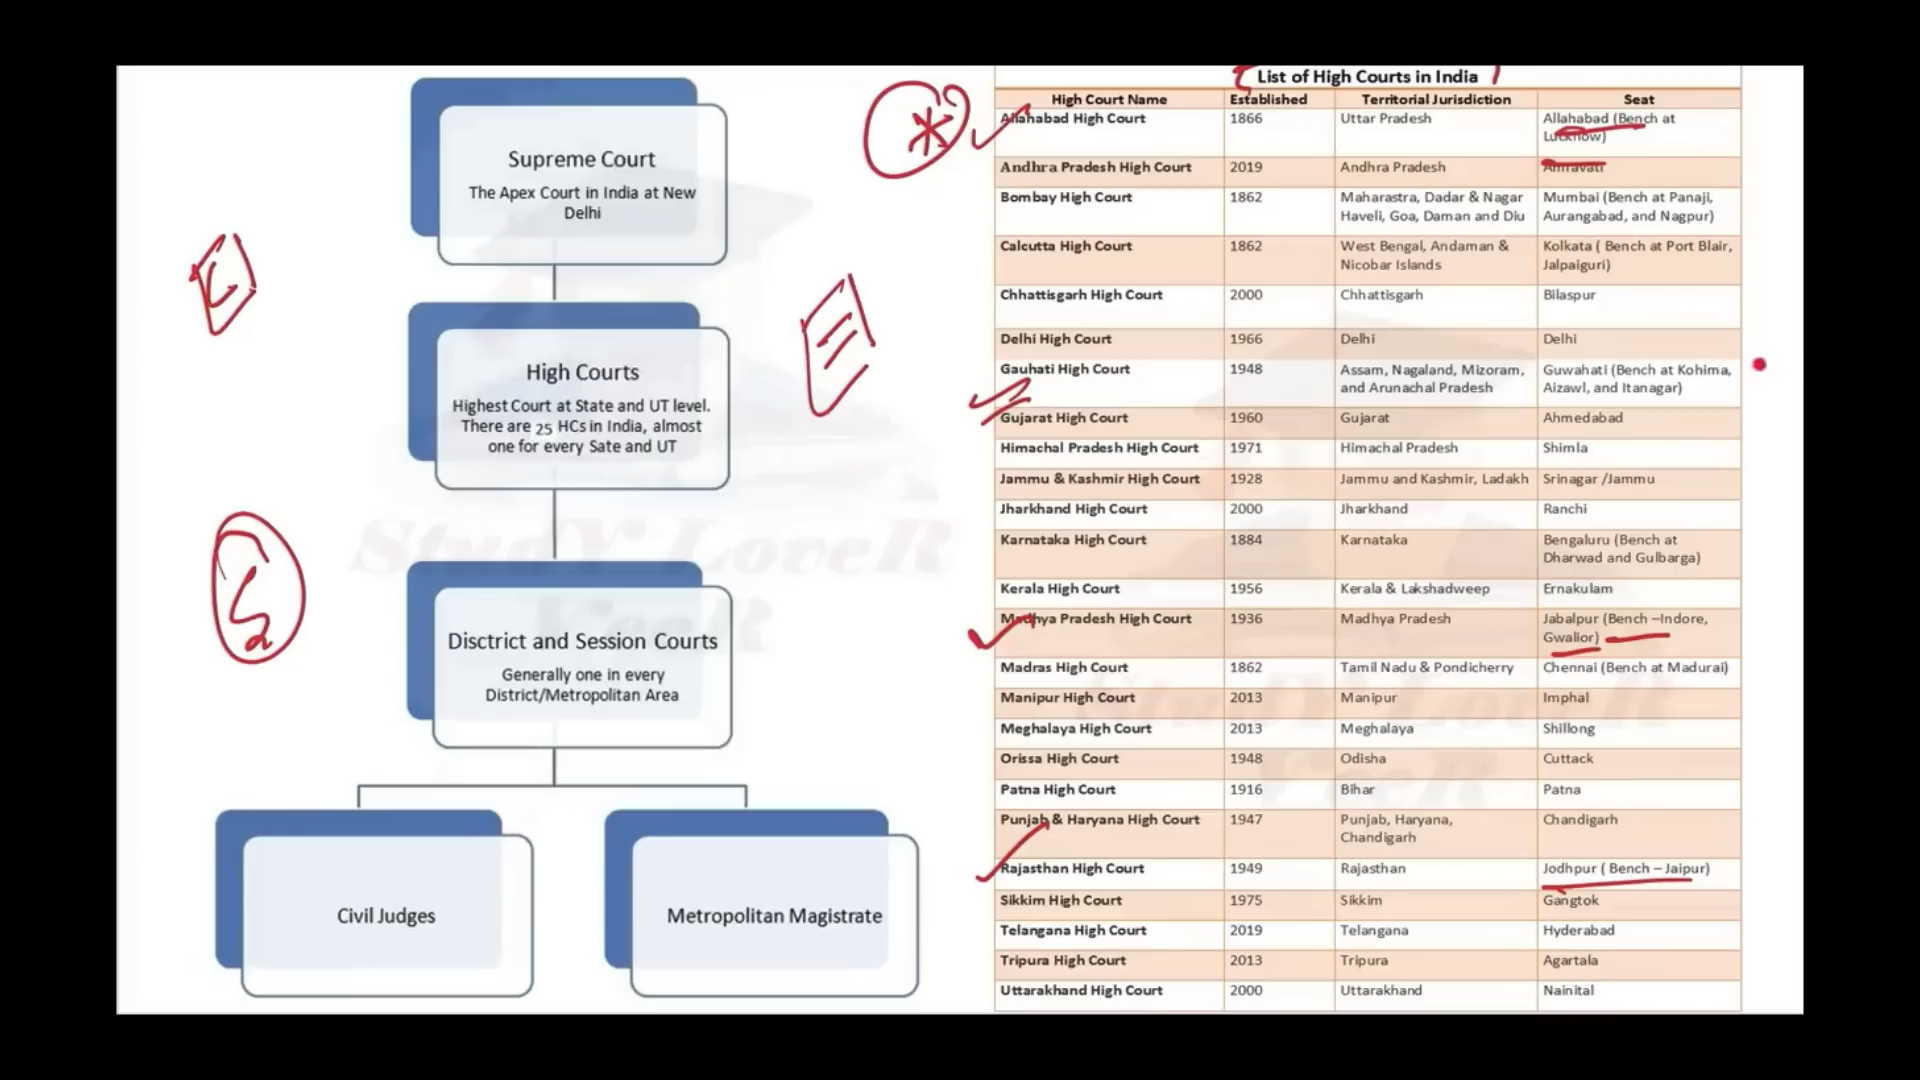 Supreme Court
The Apex Court in India at New
Delhi
High Courts
Highest Court at State and UT level.
There are 25 HCs in India, almost
one for every Sate and UT
Disctrict and Session Courts
Generally one in every
District/Metropolitan Area
Civil Judges
Metropolitan Magistrate
StudY LoveR
VeeR
List of High Courts in India
High Court Name Established Territorial Jurisdiction Seat
Allahabad High Court 1866 Uttar Pradesh Allahabad (Bench at
Lucknow)
Andhra Pradesh High Court 2019 Andhra Pradesh Amravati
Bombay High Court 1862 Maharastra, Dadar & Nagar Mumbai (Bench at Panaji,
Haveli, Goa, Daman and Diu Aurangabad, and Nagpur)
Calcutta High Court 1862 West Bengal, Andaman & Kolkata ( Bench at Port Blair,
Nicobar Islands Jalpaiguri)
Chhattisgarh High Court 2000 Chhattisgarh Bilaspur
Delhi High Court 1966 Delhi Delhi
Gauhati High Court 1948 Assam, Nagaland, Mizoram, Guwahati (Bench at Kohima,
and Arunachal Pradesh Aizawl, and Itanagar)
Gujarat High Court 1960 Gujarat Ahmedabad
Himachal Pradesh High Court 1971 Himachal Pradesh Shimla
Jammu & Kashmir High Court 1928 Jammu and Kashmir, Ladakh Srinagar /Jammu
Jharkhand High Court 2000 Jharkhand Ranchi
Karnataka High Court 1884 Karnataka Bengaluru (Bench at
Dharwad and Gulbarga)
Kerala High Court 1956 Kerala & Lakshadweep Ernakulam
Madhya Pradesh High Court 1936 Madhya Pradesh Jabalpur (Bench –Indore,
Gwalior)
Madras High Court 1862 Tamil Nadu & Pondicherry Chennai (Bench at Madurai)
Manipur High Court 2013 Manipur Imphal
Meghalaya High Court 2013 Meghalaya Shillong
Orissa High Court 1948 Odisha Cuttack
Patna High Court 1916 Bihar Patna
Punjab & Haryana High Court 1947 Punjab, Haryana, Chandigarh
Chandigarh
Rajasthan High Court 1949 Rajasthan Jodhpur ( Bench – Jaipur)
Sikkim High Court 1975 Sikkim Gangtok
Telangana High Court 2019 Telangana Hyderabad
Tripura High Court 2013 Tripura Agartala
Uttarakhand High Court 2000 Uttarakhand Nainital
StudY LoveR
VeeR